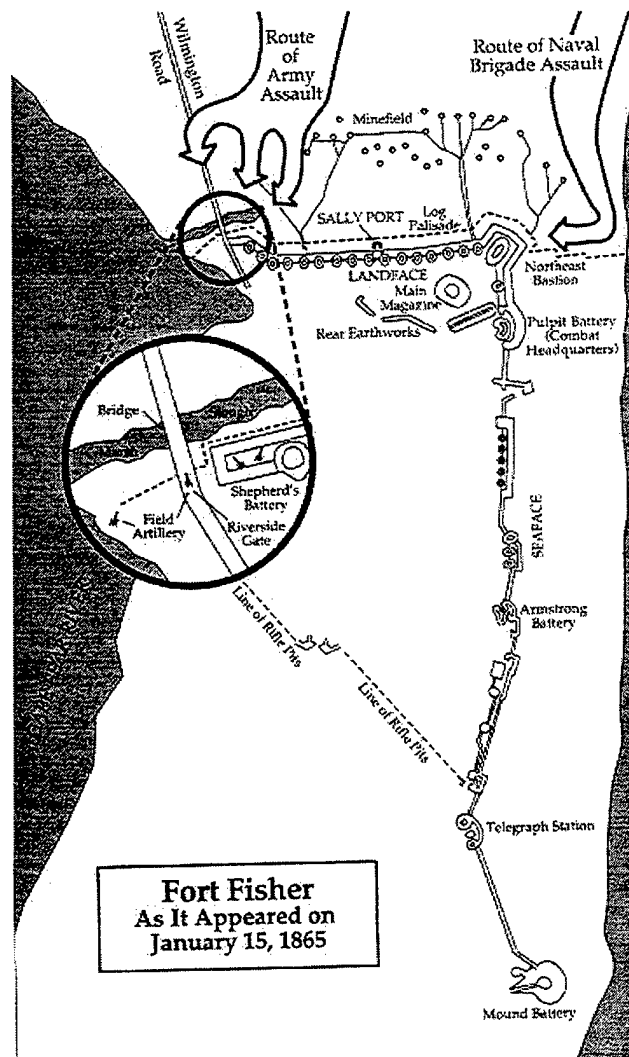 Wilmington
Road
Route
of
Army
Assault
Route of Naval
Brigade Assault
Minefield
SALLY PORT
Log
Palisade
LANDFACE
Main
Magazine
Northeast
Bastion
Rear Earthworks
Pulpit Battery
(Combat
Headquarters)
Bridge
Slough
Shepherd's
Battery
Field
Artillery
Riverside
Gate
SEAFACE
Armstrong
Battery
Line of Rifle Pits
Line of Rifle Pits
Telegraph Station
Fort Fisher
As It Appeared on
January 15, 1865
Mound Battery